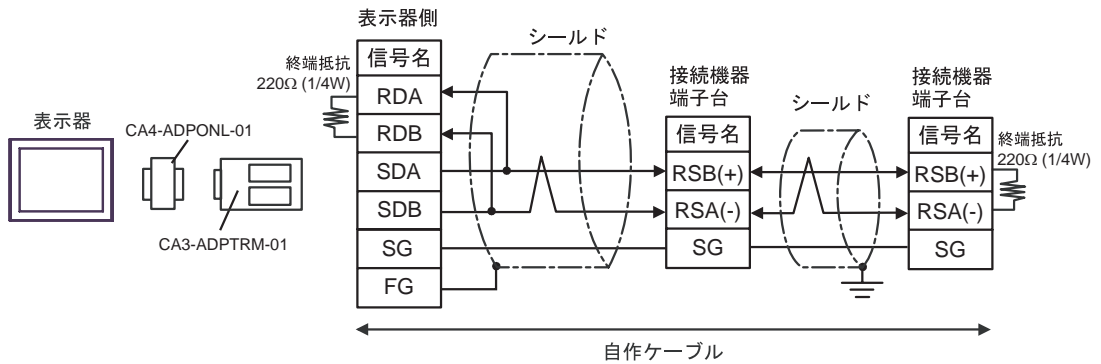 表示器
CA4-ADPONL-01
CA3-ADPTRM-01
表示器側
終端抵抗
220Ω (1/4W)
信号名
RDA
RDB
SDA
SDB
SG
FG
シールド
接続機器
端子台
信号名
RSB(+)
RSA(-)
SG
シールド
接続機器
端子台
信号名
RSB(+)
RSA(-)
SG
終端抵抗
220Ω (1/4W)
自作ケーブル